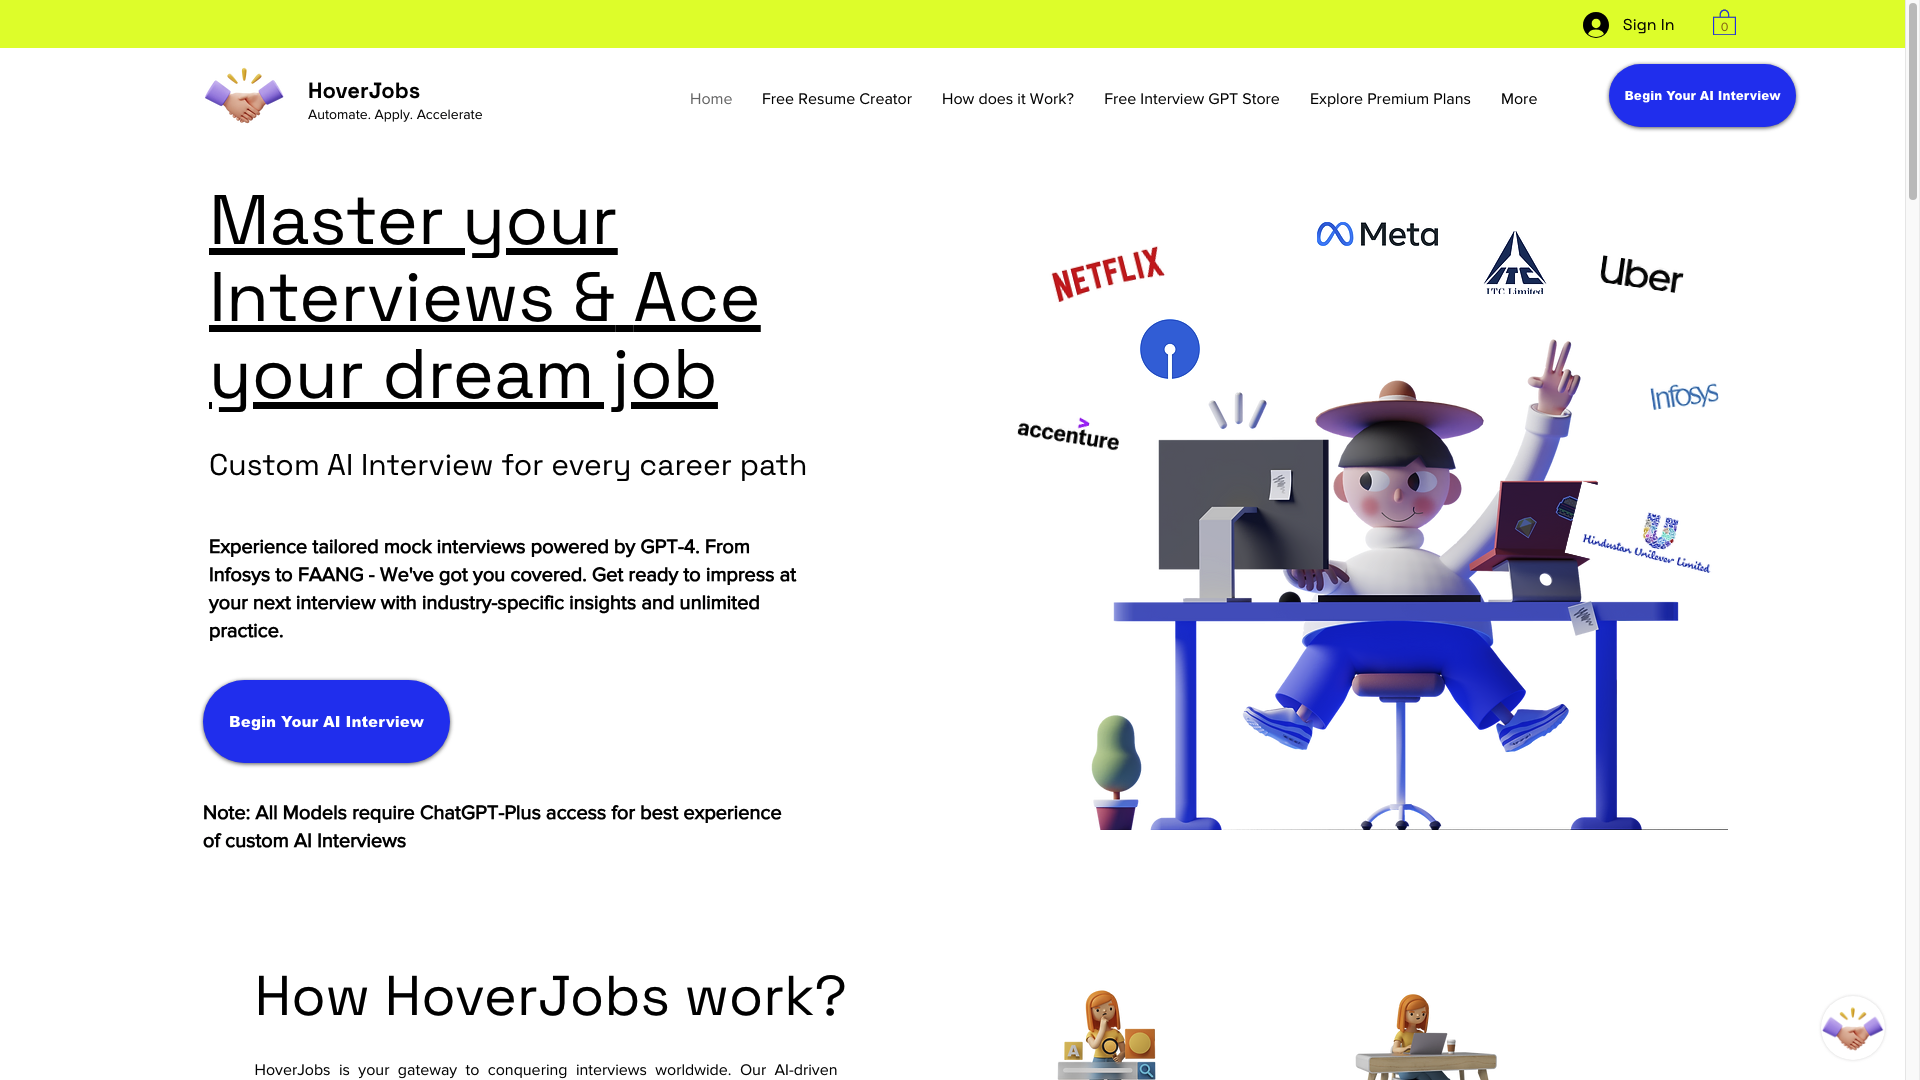 Sign In
0
HoverJobs
Automate. Apply. Accelerate
Home
Free Resume Creator
How does it Work?
Free Interview GPT Store
Explore Premium Plans
More
Begin Your AI Interview
Master your
Interviews & Ace
your dream job
Custom AI Interview for every career path
Experience tailored mock interviews powered by GPT-4. From
Infosys to FAANG - We've got you covered. Get ready to impress at
your next interview with industry-specific insights and unlimited
practice.
Begin Your AI Interview
Note: All Models require ChatGPT-Plus access for best experience
of custom AI Interviews
Meta
NETFLIX
ITC Limited
Uber
Infosys
accenture
Hindustan Unilever Limited
How HoverJobs work?
HoverJobs is your gateway to conquering interviews worldwide. Our AI-driven
A